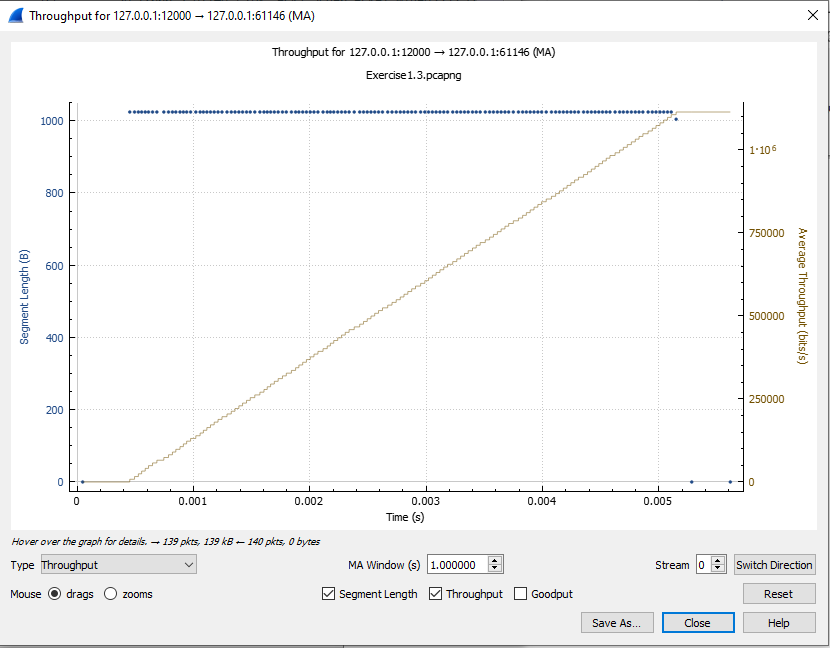 Throughput for 127.0.0.1:12000 → 127.0.0.1:61146 (MA)
Throughput for 127.0.0.1:12000 → 127.0.0.1:61146 (MA)
Exercise1.3.pcapng
Segment Length (B)
1000
800
600
400
200
0
1·10⁶
750000
500000
250000
0
Average Throughput (bits/s)
0 0.001 0.002 0.003 0.004 0.005
Time (s)
Hover over the graph for details. → 139 pkts, 139 kB ← 140 pkts, 0 bytes
Type Throughput MA Window (s) 1.000000 Stream 0 Switch Direction
Mouse drags zooms Segment Length Throughput Goodput Reset
Save As... Close Help